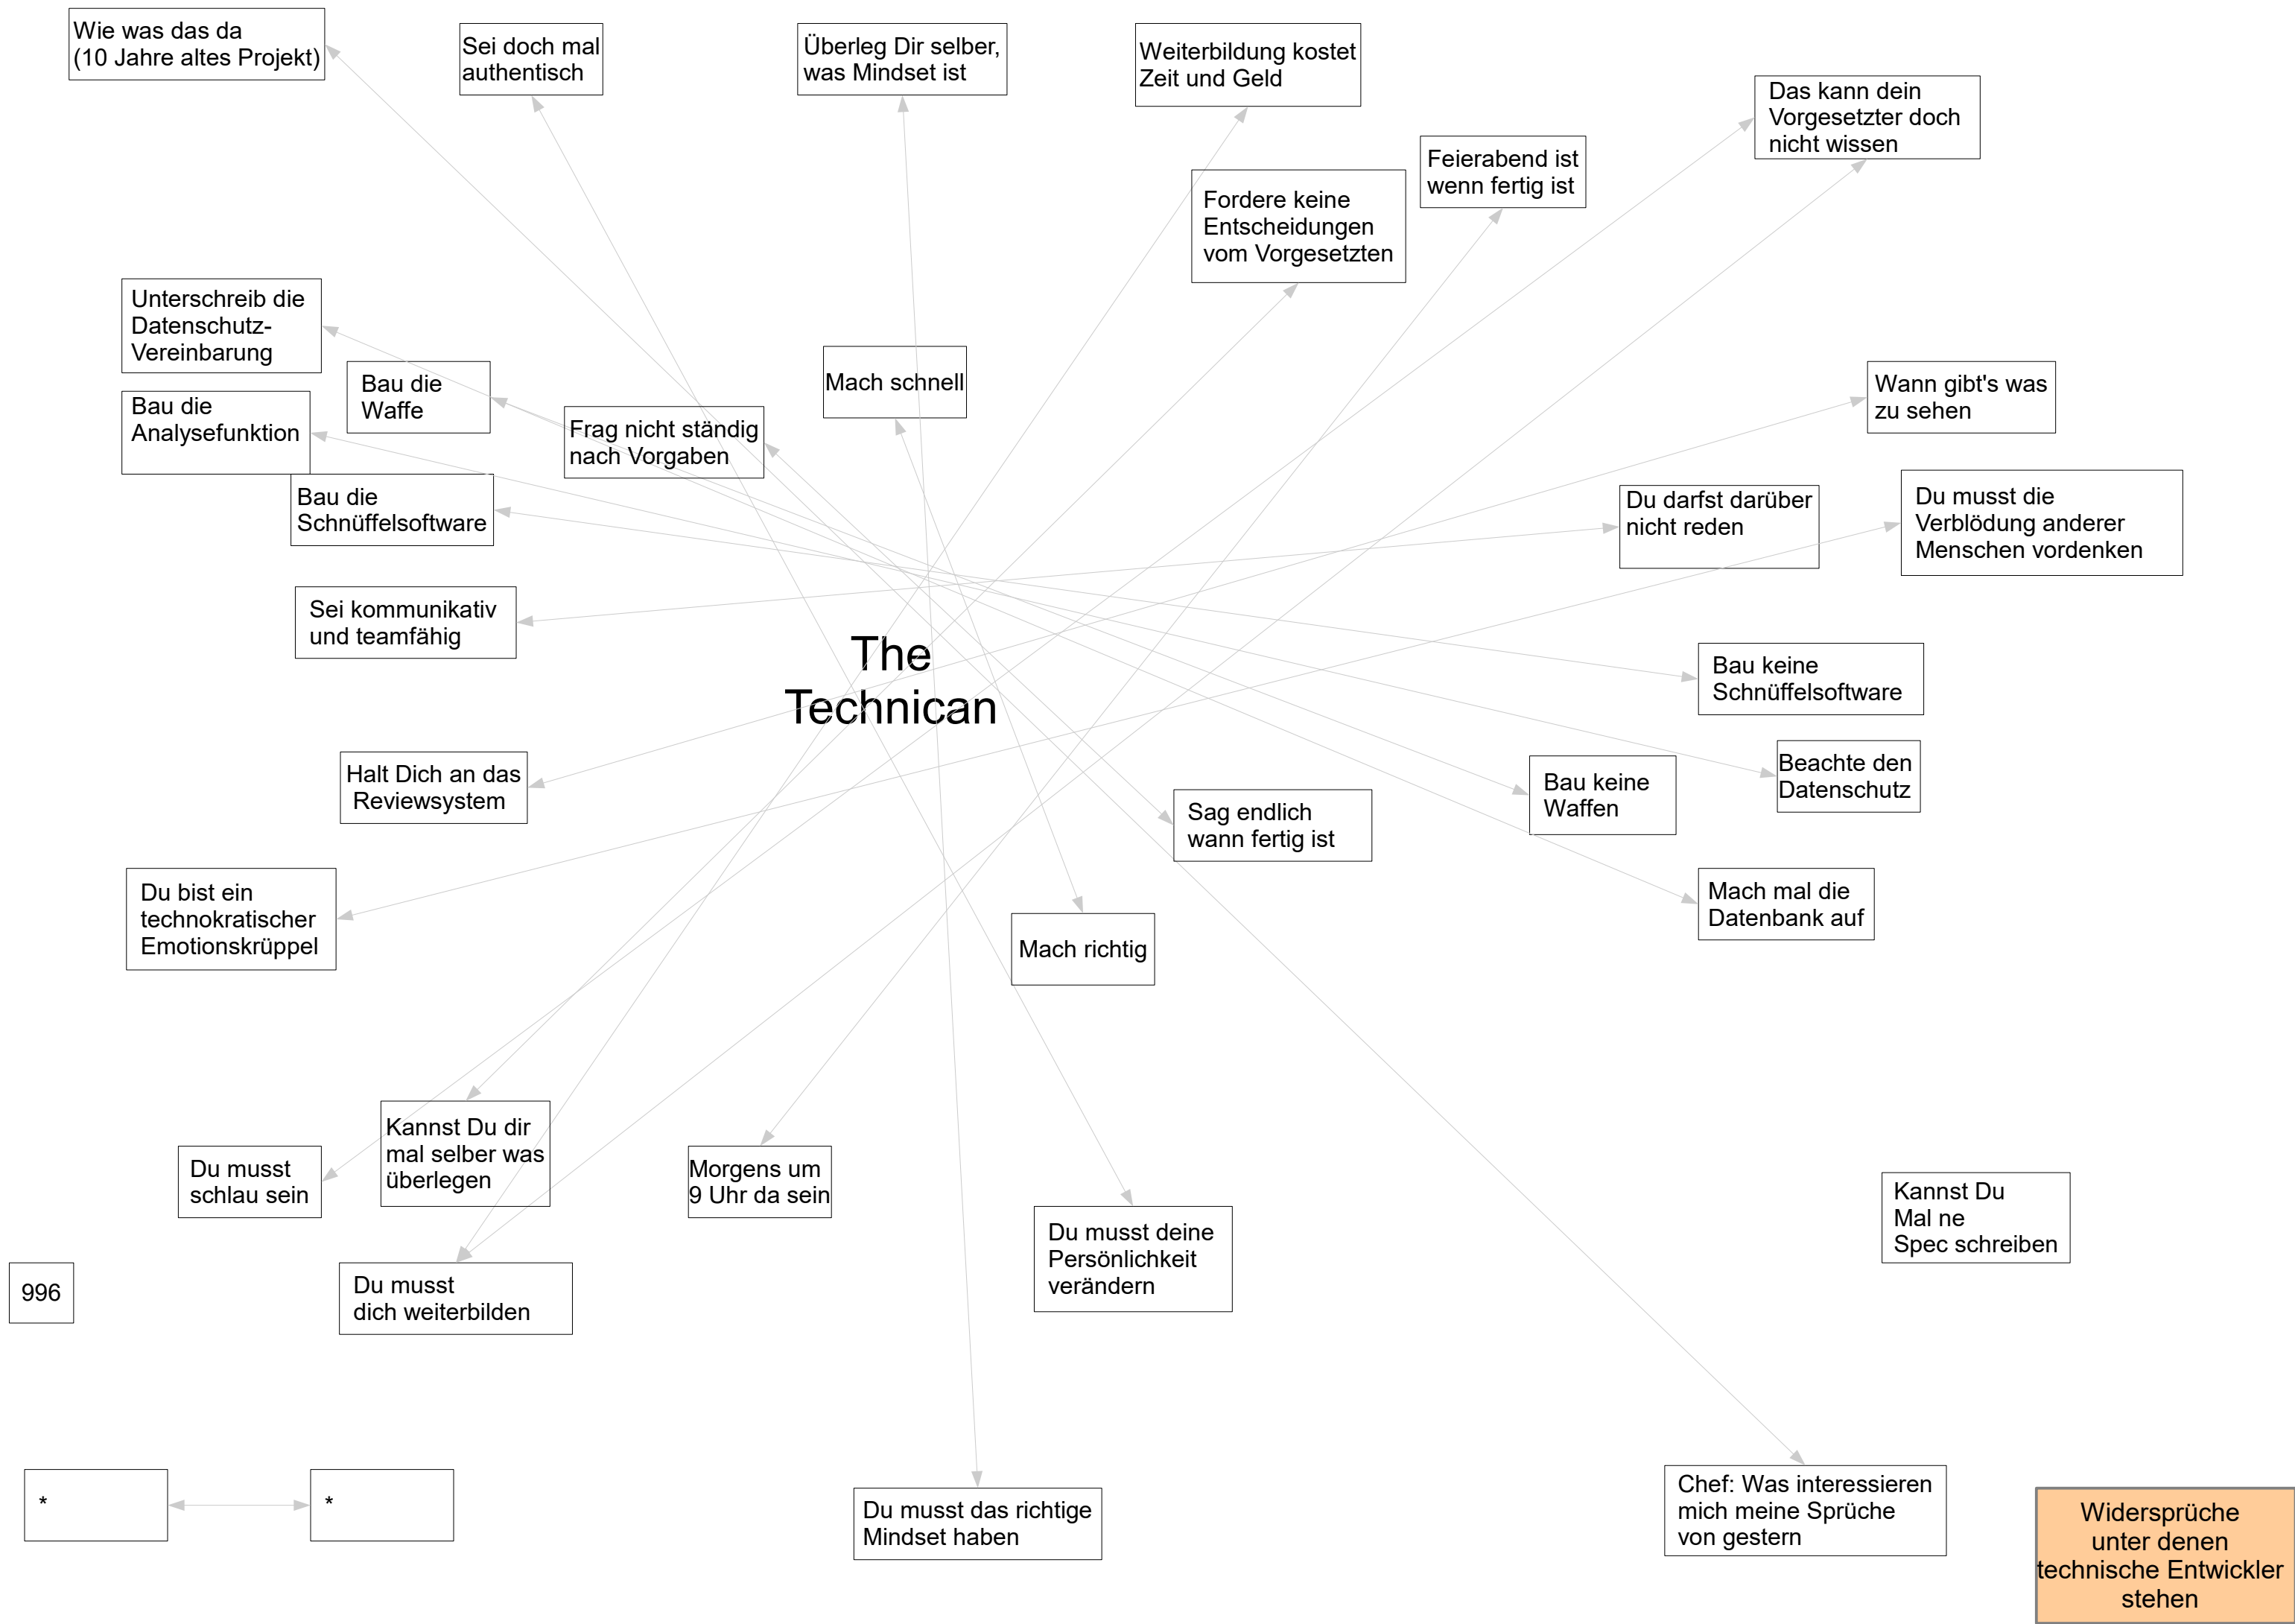 Wie was das da
(10 Jahre altes Projekt)
Sei doch mal
authentisch
Überleg Dir selber,
was Mindset ist
Weiterbildung kostet
Zeit und Geld
Das kann dein
Vorgesetzter doch
nicht wissen
Feierabend ist
wenn fertig ist
Fordere keine
Entscheidungen
vom Vorgesetzten
Unterschreib die
Datenschutz-
Vereinbarung
Bau die
Waffe
Mach schnell
Wann gibt's was
zu sehen
Bau die
Analysefunktion
Frag nicht ständig
nach Vorgaben
Bau die
Schnüffelsoftware
Du darfst darüber
nicht reden
Du musst die
Verblödung anderer
Menschen vordenken
Sei kommunikativ
und teamfähig
The
Technican
Bau keine
Schnüffelsoftware
Halt Dich an das
Reviewsystem
Beachte den
Datenschutz
Bau keine
Waffen
Sag endlich
wann fertig ist
Du bist ein
technokratischer
Emotionskrüppel
Mach mal die
Datenbank auf
Mach richtig
Kannst Du dir
mal selber was
überlegen
Du musst
schlau sein
Morgens um
9 Uhr da sein
Du musst deine
Persönlichkeit
verändern
Kannst Du
Mal ne
Spec schreiben
996
Du musst
dich weiterbilden
*
*
Du musst das richtige
Mindset haben
Chef: Was interessieren
mich meine Sprüche
von gestern
Widersprüche
unter denen
technische Entwickler
stehen